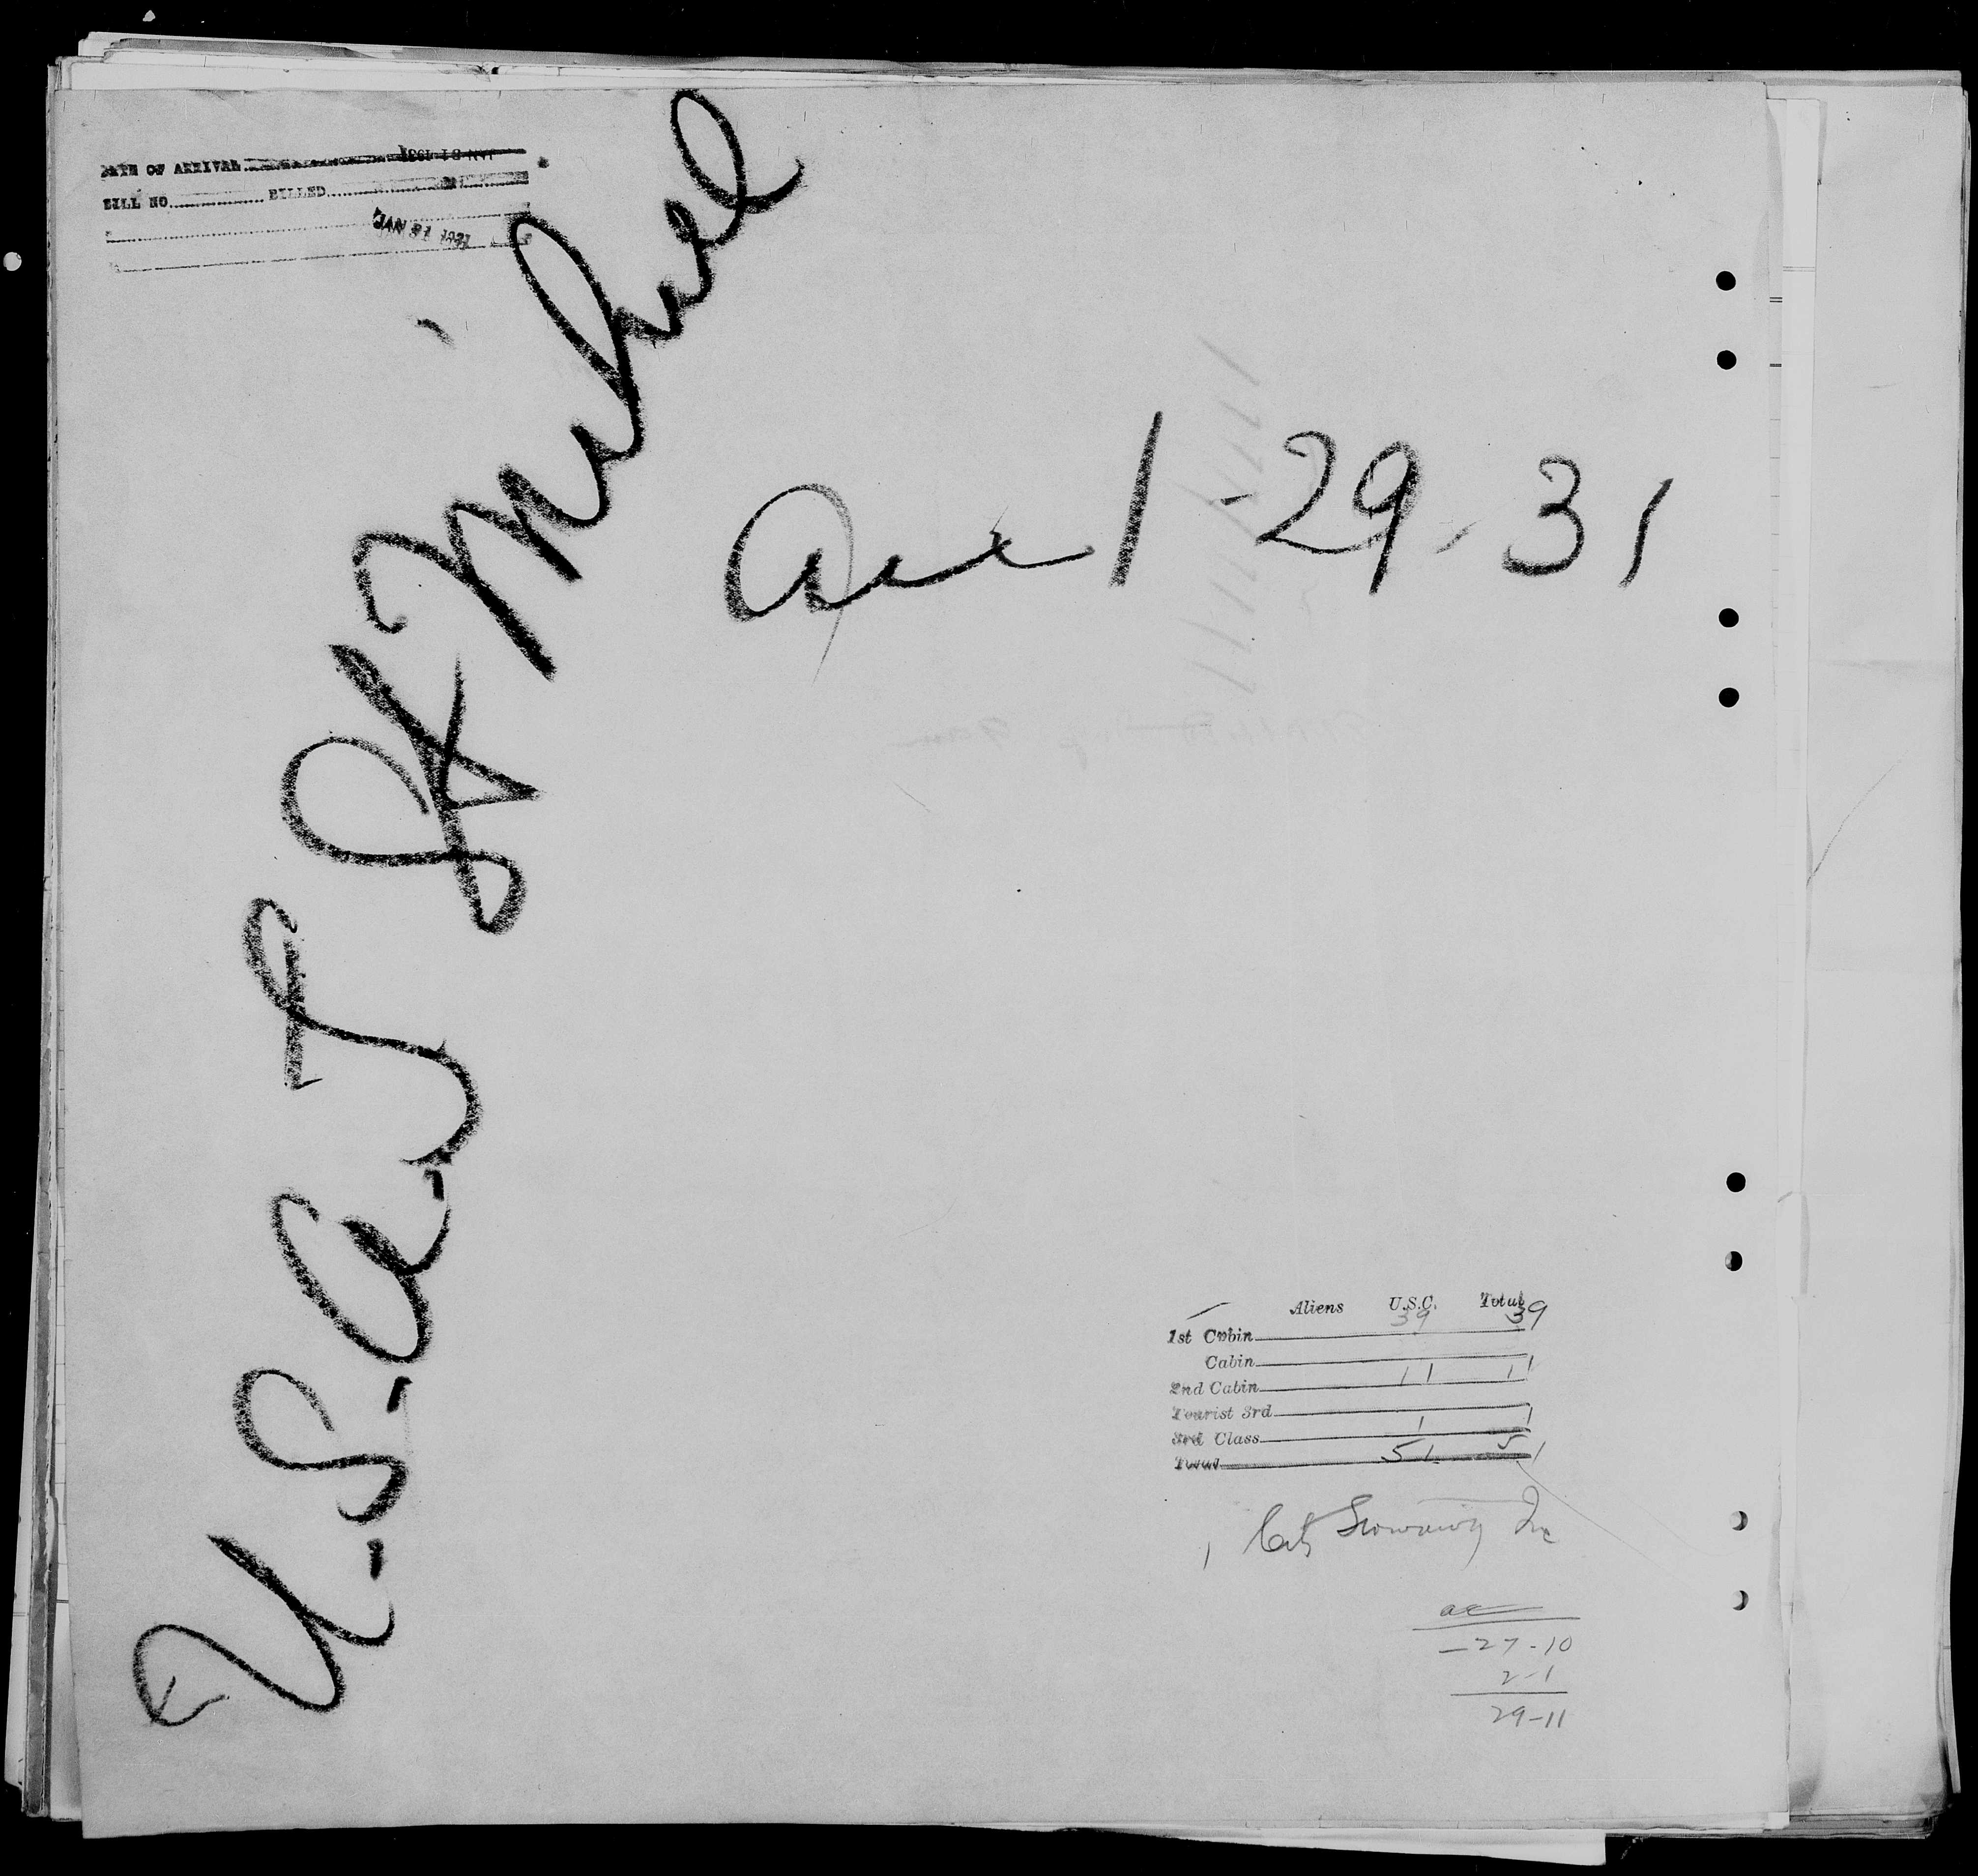 DATE OF ARRIVAL
BILL NO. BILLED
JAN 31 1931
U.S.A.T St Mihiel
Arr 1-29-31
Aliens U.S.C. Total
1st Cabin 39 39
Cabin
2nd Cabin 11 11
Tourist 3rd
3rd Class 1 1
Total 51 51
-27-10
2-1
29-11